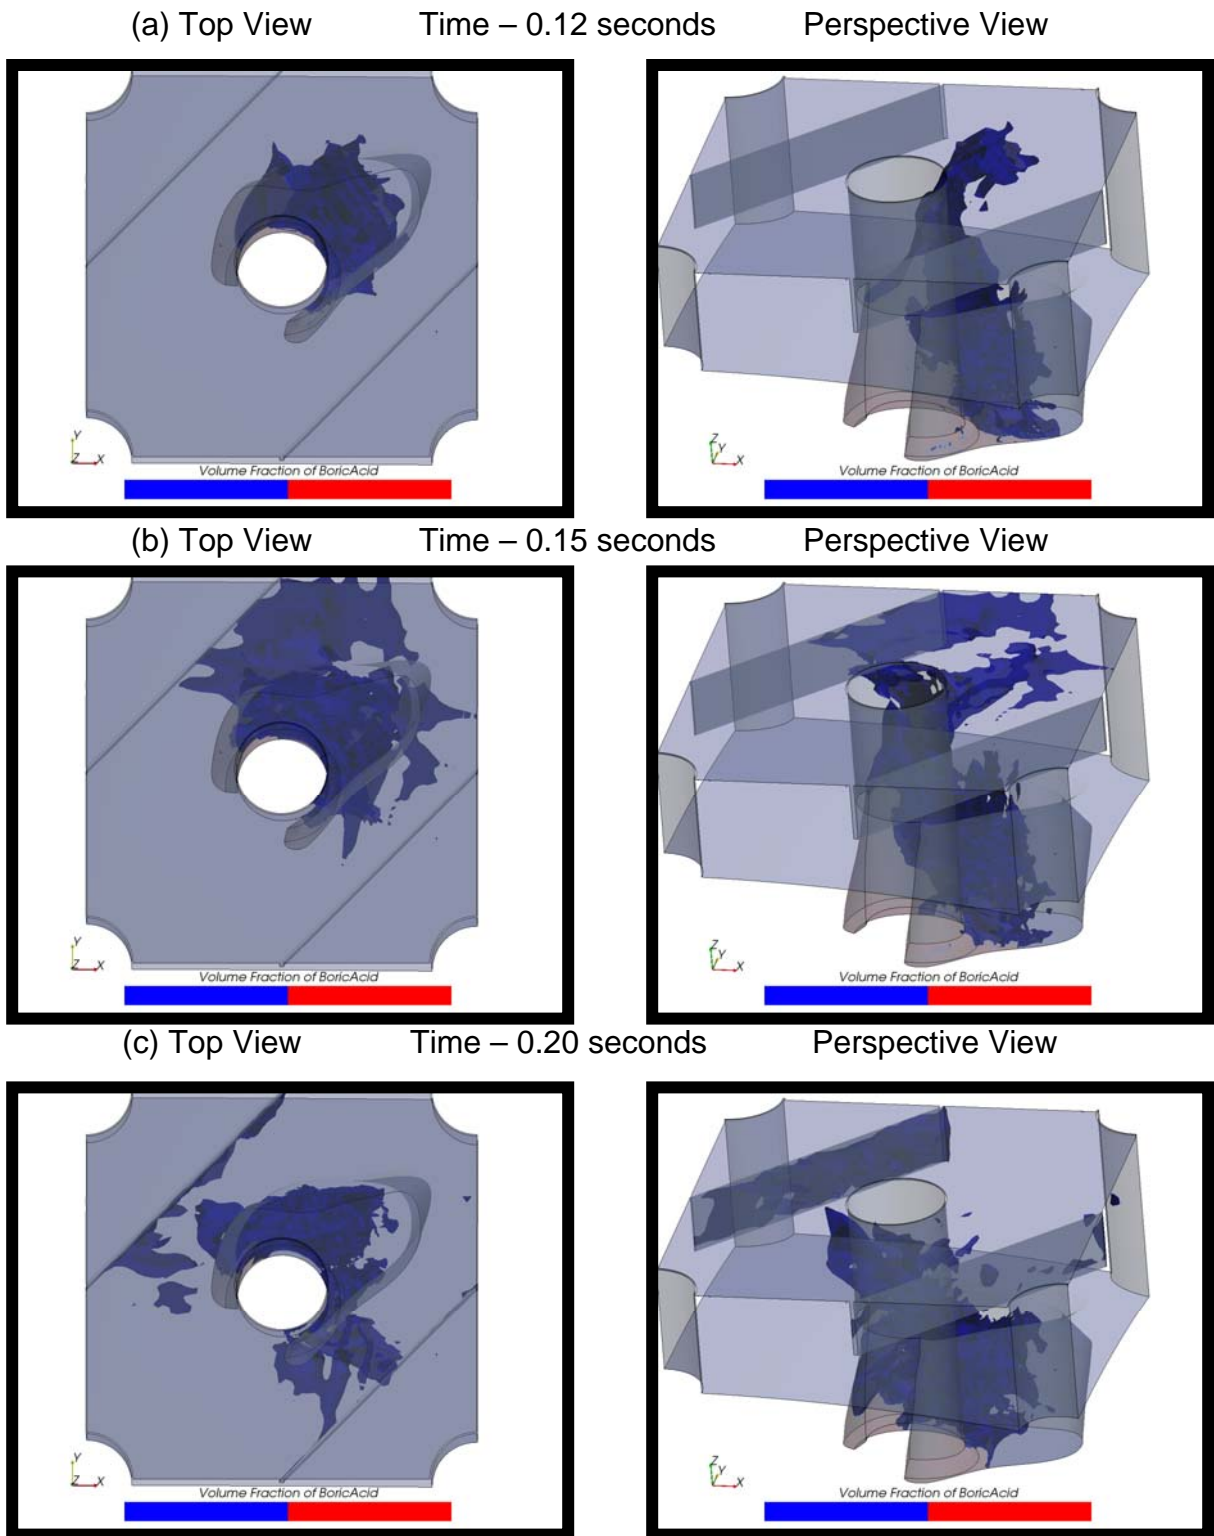 (a) Top View Time – 0.12 seconds Perspective View
Y
Z X
Volume Fraction of BoricAcid
Z
Y
X
Volume Fraction of BoricAcid
(b) Top View Time – 0.15 seconds Perspective View
Y
Z X
Volume Fraction of BoricAcid
Z
Y
X
Volume Fraction of BoricAcid
(c) Top View Time – 0.20 seconds Perspective View
Y
Z X
Volume Fraction of BoricAcid
Z
Y
X
Volume Fraction of BoricAcid